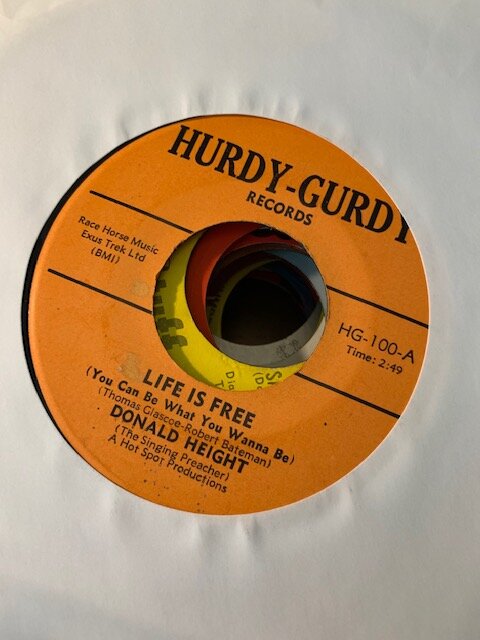 HURDY-GURDY
RECORDS
Race Horse Music
Exus Trek Ltd
(BMI)
HG-100-A
Time: 2:49
LIFE IS FREE
(You Can Be What You Wanna Be)
(Thomas Glascoe-Robert Bateman)
DONALD HEIGHT
(The Singing Preacher)
A Hot Spot Productions